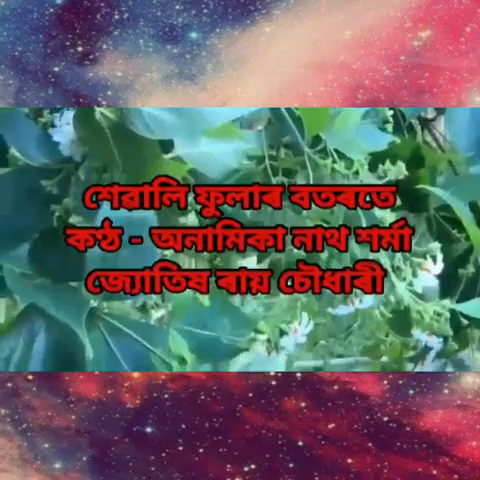 শেৱালি ফুলাৰ বতৰতে
কণ্ঠ - অনামিকা নাথ শৰ্মা
জ্যোতিষ ৰায় চৌধাৰী